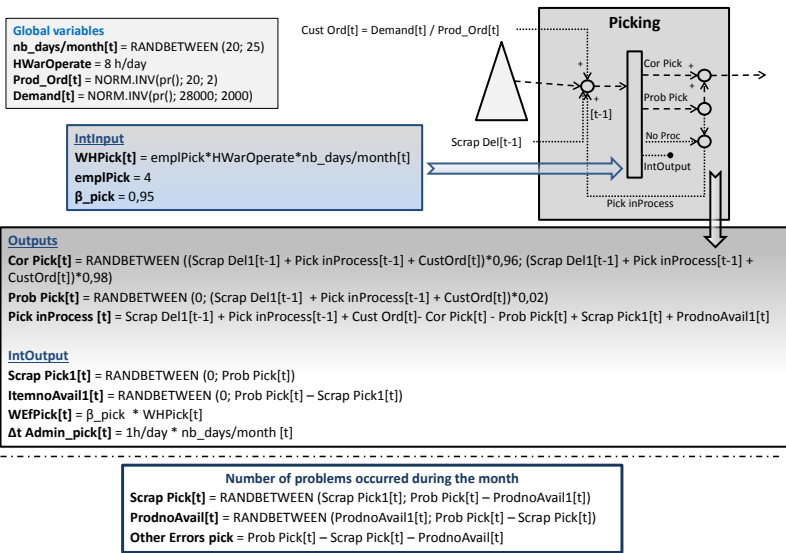 Global variables
nb_days/month[t] = RANDBETWEEN (20; 25)
HWarOperate = 8 h/day
Prod_Ord[t] = NORM.INV(pr(); 20; 2)
Demand[t] = NORM.INV(pr(); 28000; 2000)
Cust Ord[t] = Demand[t] / Prod_Ord[t]
Picking
Cor Pick
+
+
+
Prob Pick
+
+
[t-1]
Scrap Del[t-1]
No Proc
IntOutput
Pick inProcess
IntInput
WHPick[t] = emplPick*HWarOperate*nb_days/month[t]
emplPick = 4
β_pick = 0,95
Outputs
Cor Pick[t] = RANDBETWEEN ((Scrap Del1[t-1] + Pick inProcess[t-1] + CustOrd[t])*0,96; (Scrap Del1[t-1] + Pick inProcess[t-1] +
CustOrd[t])*0,98)
Prob Pick[t] = RANDBETWEEN (0; (Scrap Del1[t-1] + Pick inProcess[t-1] + CustOrd[t])*0,02)
Pick inProcess [t] = Scrap Del1[t-1] + Pick inProcess[t-1] + Cust Ord[t]- Cor Pick[t] - Prob Pick[t] + Scrap Pick1[t] + ProdnoAvail1[t]
IntOutput
Scrap Pick1[t] = RANDBETWEEN (0; Prob Pick[t])
ItemnoAvail1[t] = RANDBETWEEN (0; Prob Pick[t] – Scrap Pick1[t])
WEfPick[t] = β_pick * WHPick[t]
Δt Admin_pick[t] = 1h/day * nb_days/month [t]
Number of problems occurred during the month
Scrap Pick[t] = RANDBETWEEN (Scrap Pick1[t]; Prob Pick[t] – ProdnoAvail1[t])
ProdnoAvail[t] = RANDBETWEEN (ProdnoAvail1[t]; Prob Pick[t] – Scrap Pick[t])
Other Errors pick = Prob Pick[t] – Scrap Pick[t] – ProdnoAvail[t]